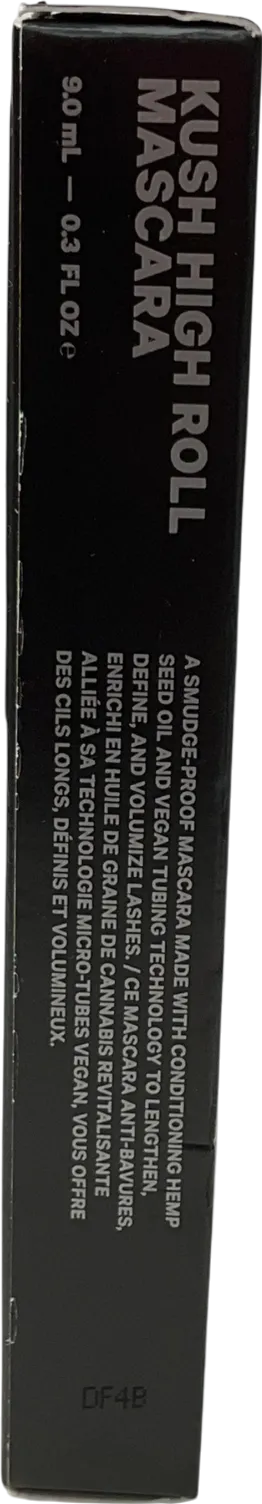 KUSH HIGH ROLL
MASCARA
9.0 mL — 0.3 FL OZ e
A SMUDGE-PROOF MASCARA MADE WITH CONDITIONING HEMP
SEED OIL AND VEGAN TUBING TECHNOLOGY TO LENGTHEN,
DEFINE, AND VOLUMIZE LASHES. / CE MASCARA ANTI-BAVURES,
ENRICHI EN HUILE DE GRAINE DE CANNABIS REVITALISANTE
ALLIÉE À SA TECHNOLOGIE MICRO-TUBES VEGAN, VOUS OFFRE
DES CILS LONGS, DÉFINIS ET VOLUMINEUX.
DF4B